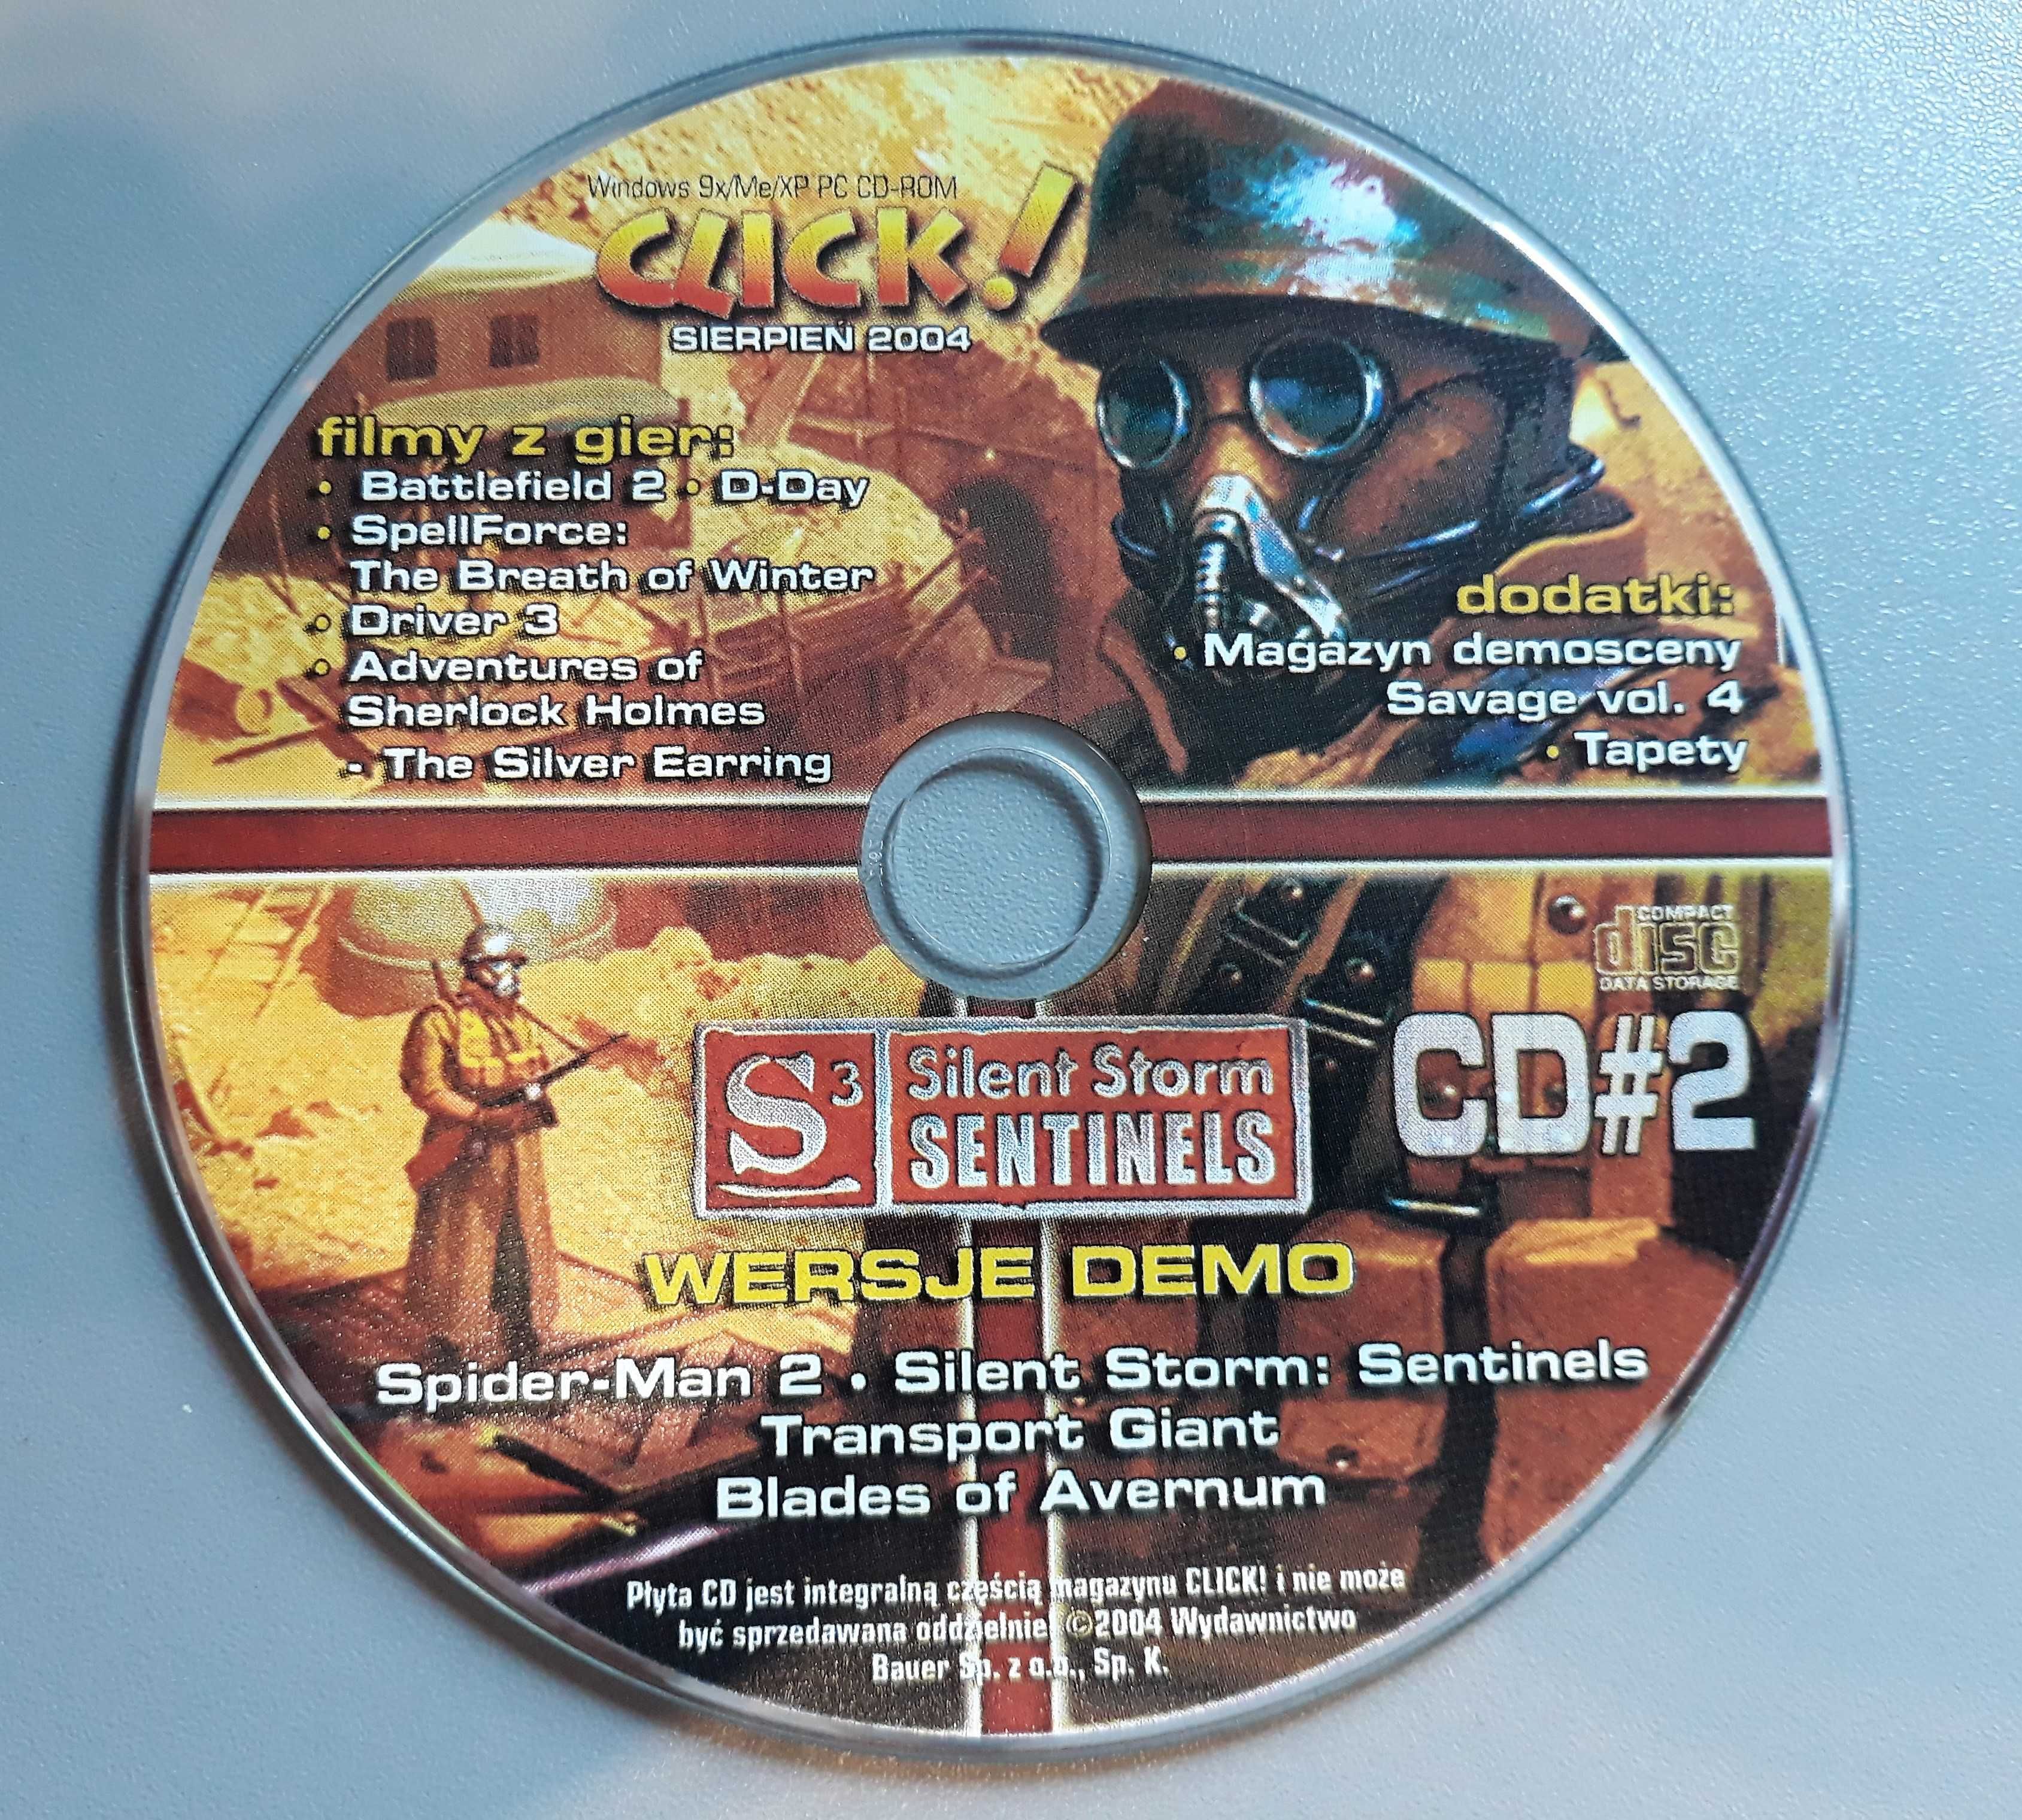 Windows 9x/Me/XP PC CD-ROM
CLICK!
SIERPIEŃ 2004
filmy z gier:
• Battlefield 2 • D-Day
• SpellForce:
The Breath of Winter
• Driver 3
• Adventures of
Sherlock Holmes
- The Silver Earring
dodatki:
• Magazyn demosceny
Savage vol. 4
• Tapety
COMPACT
disc
DATA STORAGE
CD#2
S3 Silent Storm
SENTINELS
WERSJE DEMO
Spider-Man 2 • Silent Storm: Sentinels
Transport Giant
Blades of Avernum
Płyta CD jest integralną częścią magazynu CLICK! i nie może
być sprzedawana oddzielnie! ©2004 Wydawnictwo
Bauer Sp. z o.o., Sp. K.